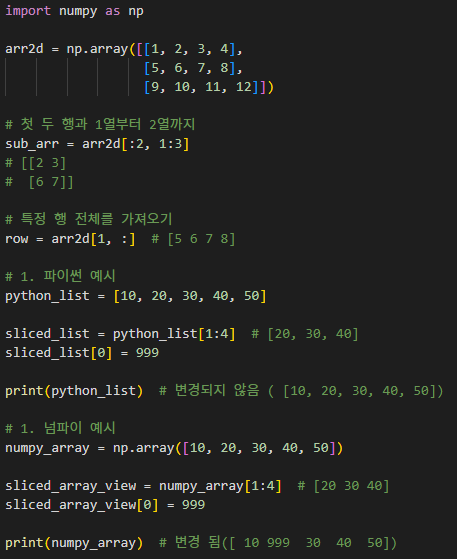 import numpy as np
arr2d = np.array([[1, 2, 3, 4],
[5, 6, 7, 8],
[9, 10, 11, 12]])
# 첫 두 행과 1열부터 2열까지
sub_arr = arr2d[:2, 1:3]
# [[2 3]
#  [6 7]]
# 특정 행 전체를 가져오기
row = arr2d[1, :]  # [5 6 7 8]
# 1. 파이썬 예시
python_list = [10, 20, 30, 40, 50]
sliced_list = python_list[1:4]  # [20, 30, 40]
sliced_list[0] = 999
print(python_list)  # 변경되지 않음 ( [10, 20, 30, 40, 50])
# 1. 넘파이 예시
numpy_array = np.array([10, 20, 30, 40, 50])
sliced_array_view = numpy_array[1:4]  # [20 30 40]
sliced_array_view[0] = 999
print(numpy_array)  # 변경 됨([ 10 999  30  40  50])